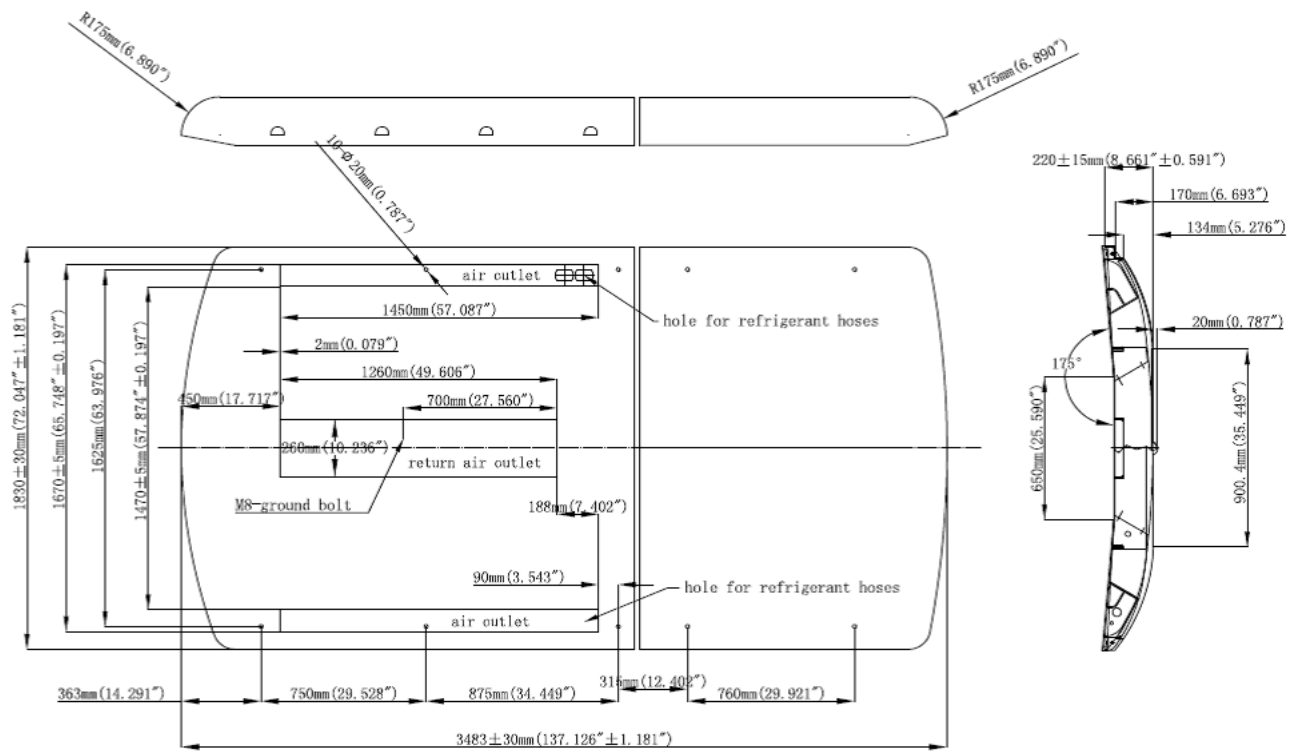 R175mm(6.890″)
R175mm(6.890″)
10-Ø20mm(0.787″)
220±15mm(8.661″±0.591″)
170mm(6.693″)
134mm(5.276″)
air outlet
1450mm(57.087″)
hole for refrigerant hoses
20mm(0.787″)
2mm(0.079″)
175°
1260mm(49.606″)
450mm(17.717″)
700mm(27.560″)
1830±30mm(72.047″±1.181″)
1670±5mm(65.748″±0.197″)
1625mm(63.976″)
1470±5mm(57.874″±0.197″)
260mm(10.236″)
return air outlet
650mm(25.590″)
900.4mm(35.449″)
M8-ground bolt
188mm(7.402″)
90mm(3.543″)
hole for refrigerant hoses
air outlet
315mm(12.402″)
363mm(14.291″)
750mm(29.528″)
875mm(34.449″)
760mm(29.921″)
3483±30mm(137.126″±1.181″)